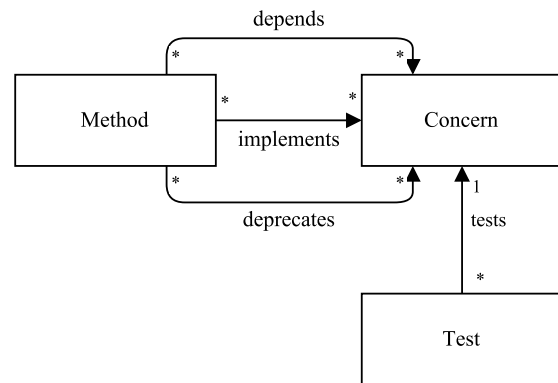 depends
* *
Method
* *
implements
Concern
* *
deprecates
1
tests
*
Test